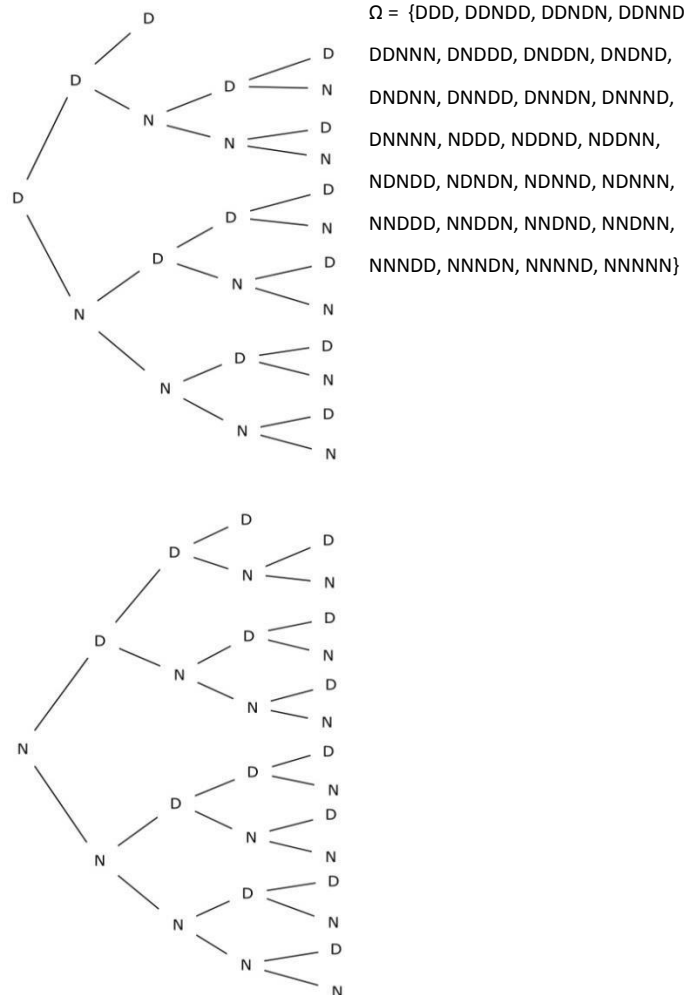 Ω = {DDD, DDNDD, DDNDN, DDNND
DDNNN, DNDDD, DNDDN, DNDND,
DNDNN, DNNDD, DNNDN, DNNND,
DNNNN, NDDD, NDDND, NDDNN,
NDNDD, NDNDN, NDNND, NDNNN,
NNDDD, NNDDN, NNDND, NNDNN,
NNNDD, NNNDN, NNNND, NNNNN}
D
D
D
D
N
N
D
N
N
D
D
D
N
D
D
N
N
N
D
D
N
N
D
N
N
D
D
D
N
N
D
D
D
N
N
D
N
N
N
D
D
N
D
D
N
N
N
D
D
N
N
D
N
N